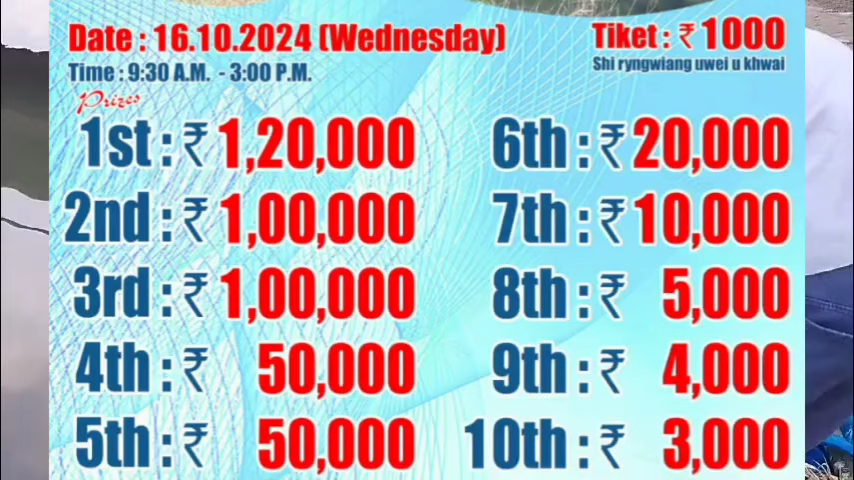 Date : 16.10.2024 (Wednesday)
Tiket : ₹ 1000
Time : 9:30 A.M. - 3:00 P.M.
Shi ryngwiang uwei u khwai
Prizes
1st : ₹ 1,20,000
2nd : ₹ 1,00,000
3rd : ₹ 1,00,000
4th : ₹ 50,000
5th : ₹ 50,000
6th : ₹ 20,000
7th : ₹ 10,000
8th : ₹ 5,000
9th : ₹ 4,000
10th : ₹ 3,000